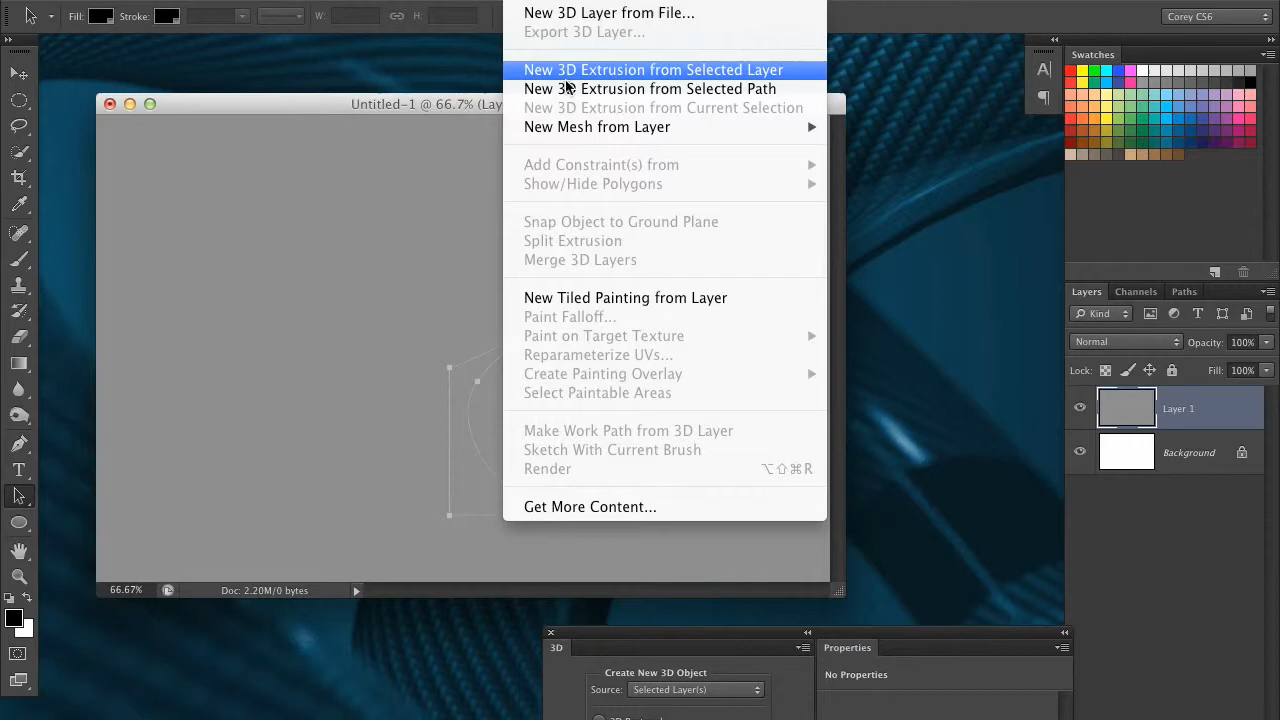 Fill:
Stroke:
W:
H:
Corey CS6
New 3D Layer from File...
Export 3D Layer...
New 3D Extrusion from Selected Layer
New 3D Extrusion from Selected Path
New 3D Extrusion from Current Selection
New Mesh from Layer
Add Constraint(s) from
Show/Hide Polygons
Snap Object to Ground Plane
Split Extrusion
Merge 3D Layers
New Tiled Painting from Layer
Paint Falloff...
Paint on Target Texture
Reparameterize UVs...
Create Painting Overlay
Select Paintable Areas
Make Work Path from 3D Layer
Sketch With Current Brush
Render ⌥⇧⌘R
Get More Content...
Untitled-1 @ 66.7% (Lay
66.67%
Doc: 2.20M/0 bytes
Swatches
Layers Channels Paths
Kind
Normal
Opacity: 100%
Lock:
Fill: 100%
Layer 1
Background
3D
Create New 3D Object
Source: Selected Layer(s)
Properties
No Properties